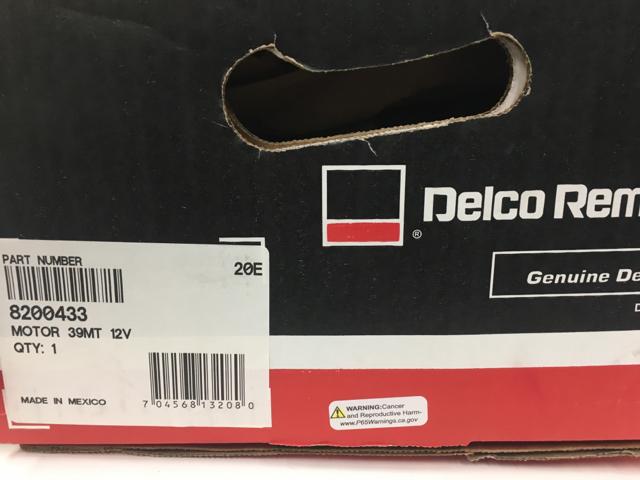 Delco Rem
®
Genuine De
D
PART NUMBER
20E
8200433
MOTOR 39MT 12V
QTY: 1
MADE IN MEXICO
7 04568 13208 0
WARNING:Cancer
and Reproductive Harm-
www.P65Warnings.ca.gov